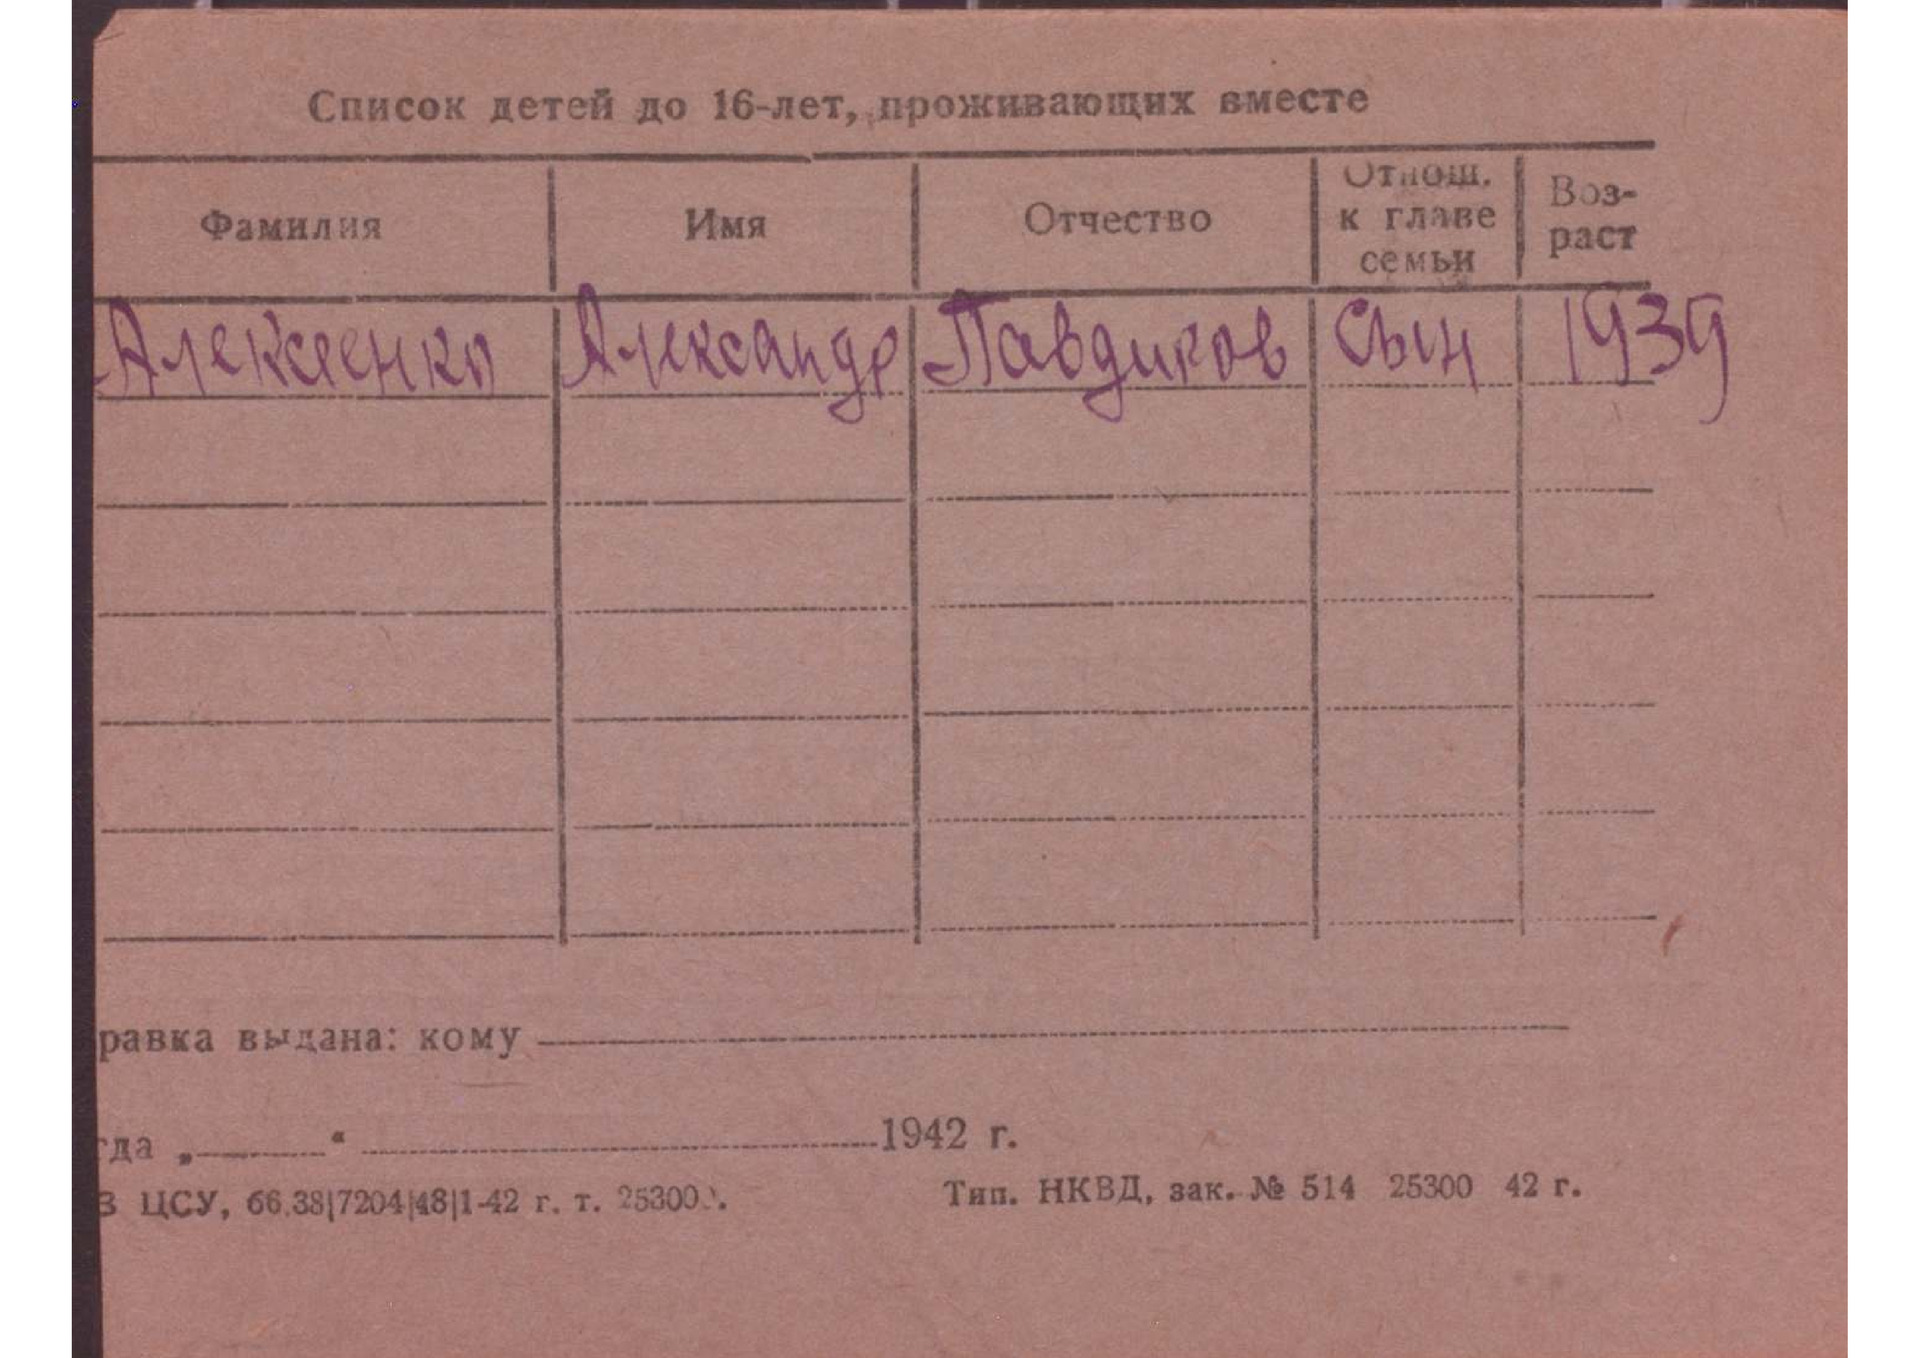 Список детей до 16-лет, проживающих вместе
Фамилия Имя Отчество Отнош. к главе семьи Воз-раст
Алексеенко Александр Павдиков Сын 1939
равка выдана: кому
гда „ “ 1942 г.
В ЦСУ, 66.38|7204|48|1-42 г. т. 25300.
Тип. НКВД, зак. № 514 25300 42 г.